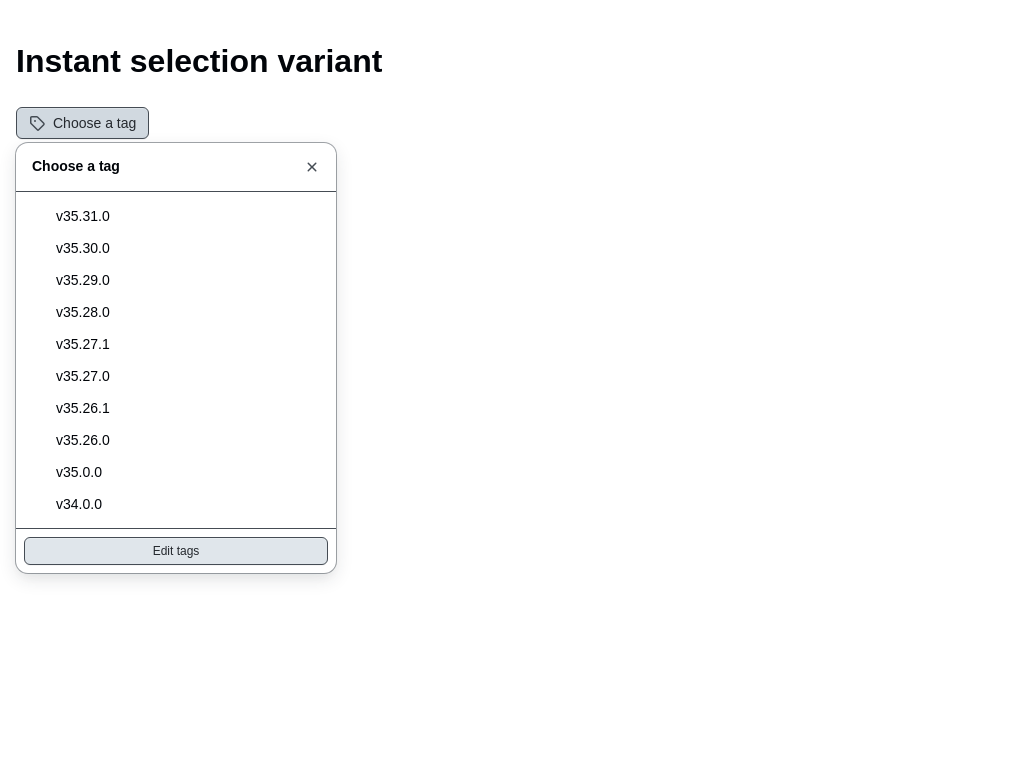 Instant selection variant
Choose a tag
Choose a tag
v35.31.0
v35.30.0
v35.29.0
v35.28.0
v35.27.1
v35.27.0
v35.26.1
v35.26.0
v35.0.0
v34.0.0
Edit tags